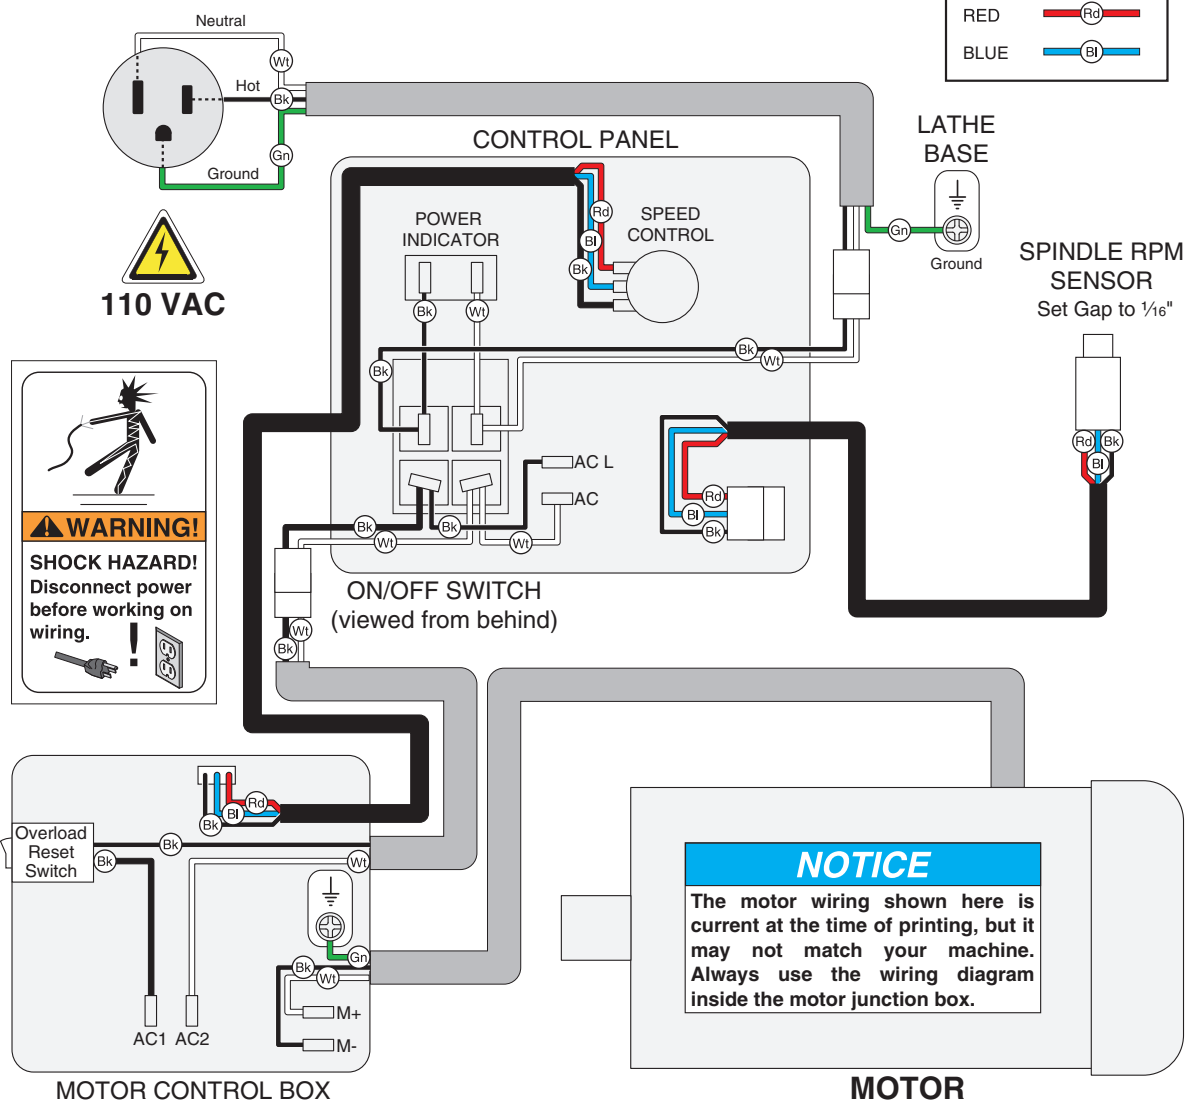 Neutral
RED
Rd
BLUE
Bl
Wt
Hot
Bk
Gn
Ground
CONTROL PANEL
LATHE
BASE
Gn
Ground
110 VAC
POWER
INDICATOR
Rd
Bl
Bk
SPEED
CONTROL
SPINDLE RPM
SENSOR
Set Gap to 1⁄16"
Bk
Wt
Bk
Wt
Bk
Rd
Bk
Bl
AC L
AC
Rd
Bl
Bk
Bk
Wt
Bk
Wt
WARNING!
SHOCK HAZARD!
Disconnect power
before working on
wiring.
!
ON/OFF SWITCH
(viewed from behind)
Wt
Bk
Rd
Bl
Bk
Overload
Reset
Switch
Bk
Bk
Wt
Gn
Bk
Wt
M+
M-
AC1 AC2
MOTOR CONTROL BOX
NOTICE
The motor wiring shown here is
current at the time of printing, but it
may not match your machine.
Always use the wiring diagram
inside the motor junction box.
MOTOR